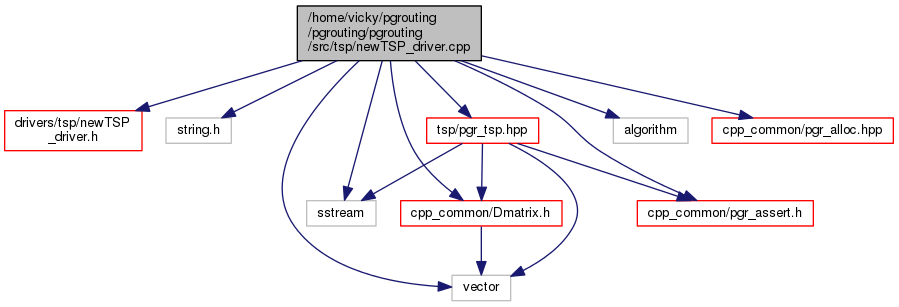 /home/vicky/pgrouting
/pgrouting/pgrouting
/src/tsp/newTSP_driver.cpp
drivers/tsp/newTSP
_driver.h
string.h
tsp/pgr_tsp.hpp
algorithm
cpp_common/pgr_alloc.hpp
sstream
cpp_common/Dmatrix.h
cpp_common/pgr_assert.h
vector